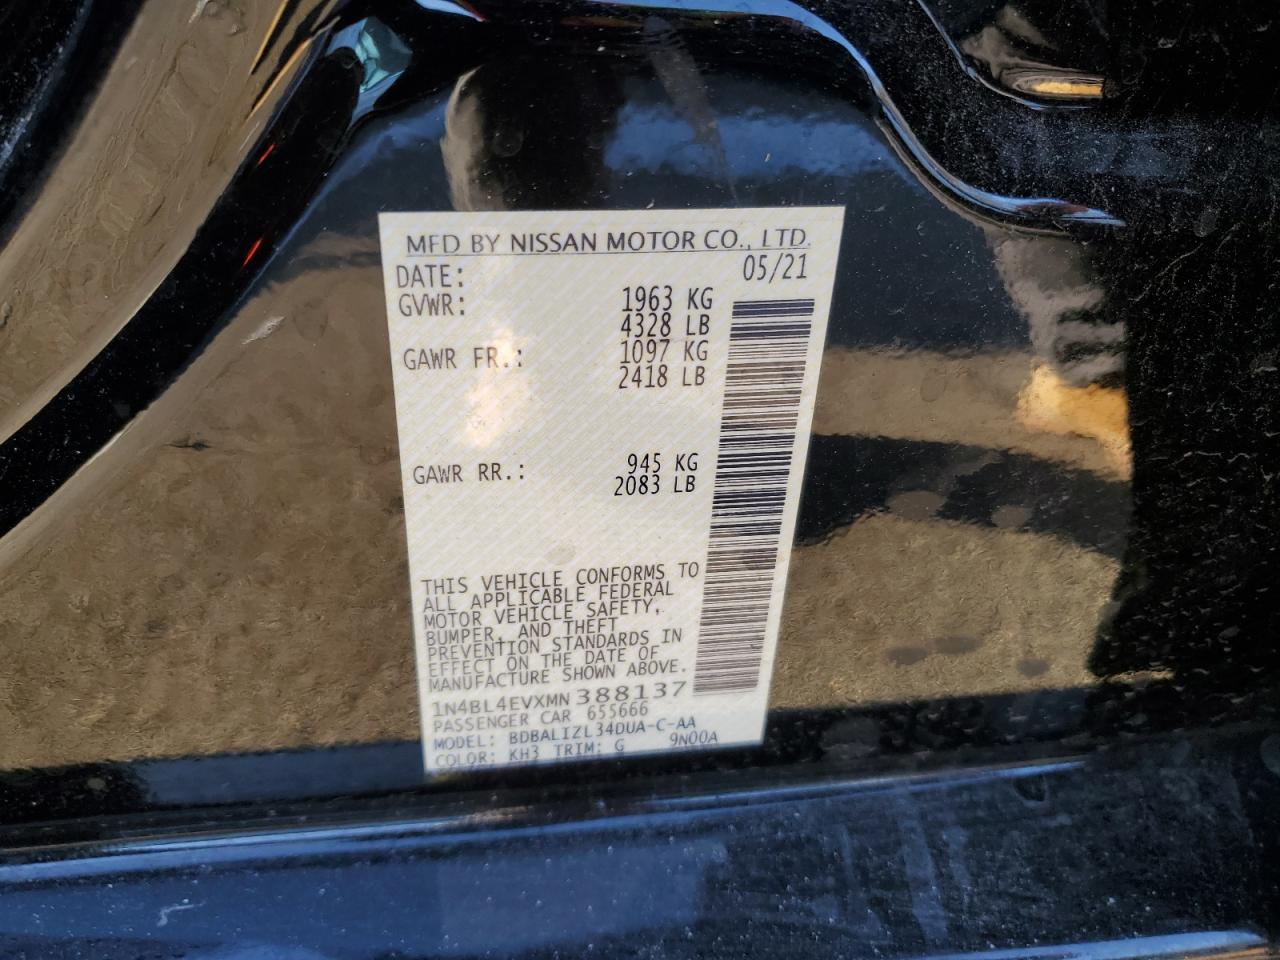 MFD BY NISSAN MOTOR CO., LTD.
DATE: 05/21
GVWR: 1963 KG
4328 LB
GAWR FR.: 1097 KG
2418 LB
GAWR RR.: 945 KG
2083 LB
THIS VEHICLE CONFORMS TO
ALL APPLICABLE FEDERAL
MOTOR VEHICLE SAFETY,
BUMPER, AND THEFT
PREVENTION STANDARDS IN
EFFECT ON THE DATE OF
MANUFACTURE SHOWN ABOVE.
1N4BL4EVXMN388137
PASSENGER CAR 655666
MODEL: BDBALIZL34DUA-C-AA
COLOR: KH3 TRIM: G 9N00A